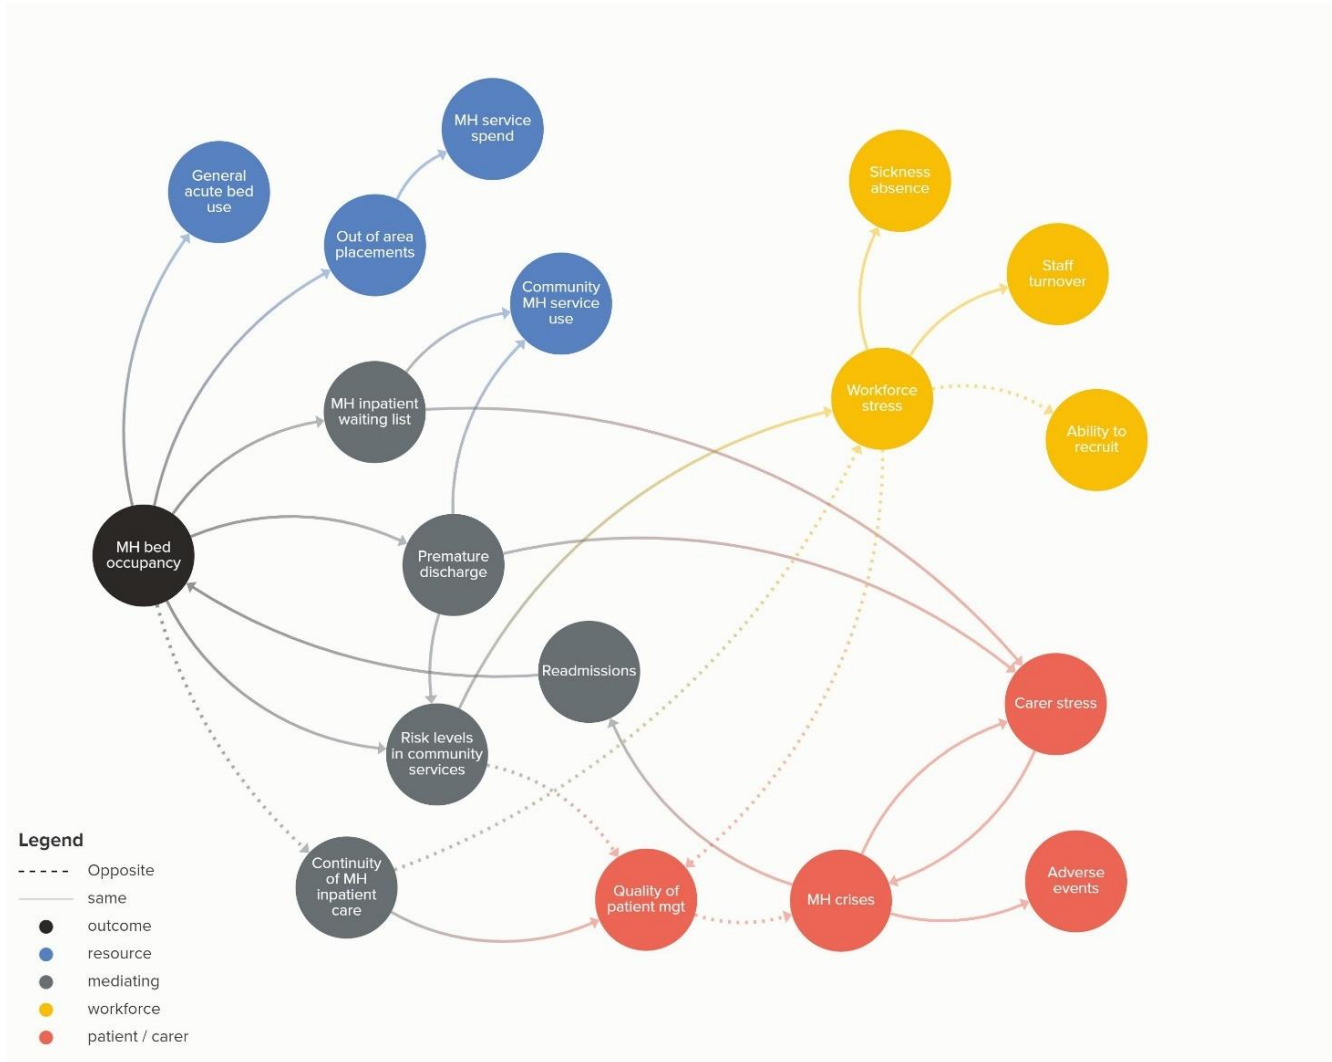 MH service
spend
General
acute bed
use
Out of area
placements
Community
MH service
use
Sickness
absence
Staff
turnover
MH inpatient
waiting list
Workforce
stress
Ability to
recruit
MH bed
occupancy
Premature
discharge
Readmissions
Carer stress
Risk levels
in community
services
Continuity
of MH
inpatient
care
Quality of
patient mgt
MH crises
Adverse
events
Legend
Opposite
same
outcome
resource
mediating
workforce
patient / carer